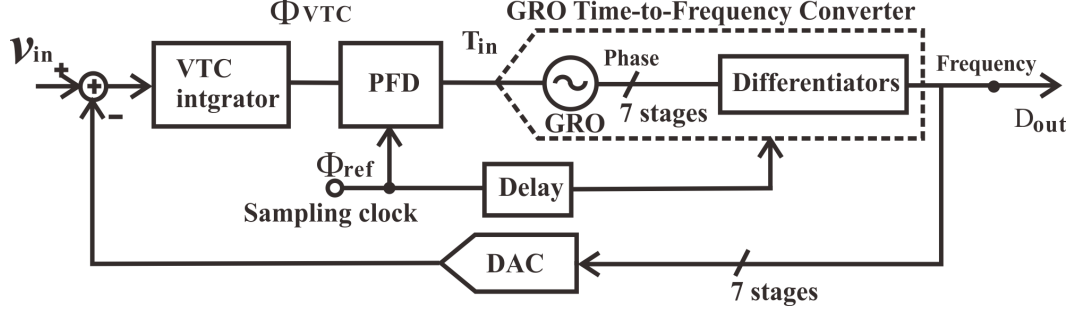 ΦVTC
GRO Time-to-Frequency Converter
vin
+
+
−
VTC
intgrator
PFD
Tin
GRO
Phase
7 stages
Differentiators
Frequency
Dout
Φref
Sampling clock
Delay
DAC
7 stages